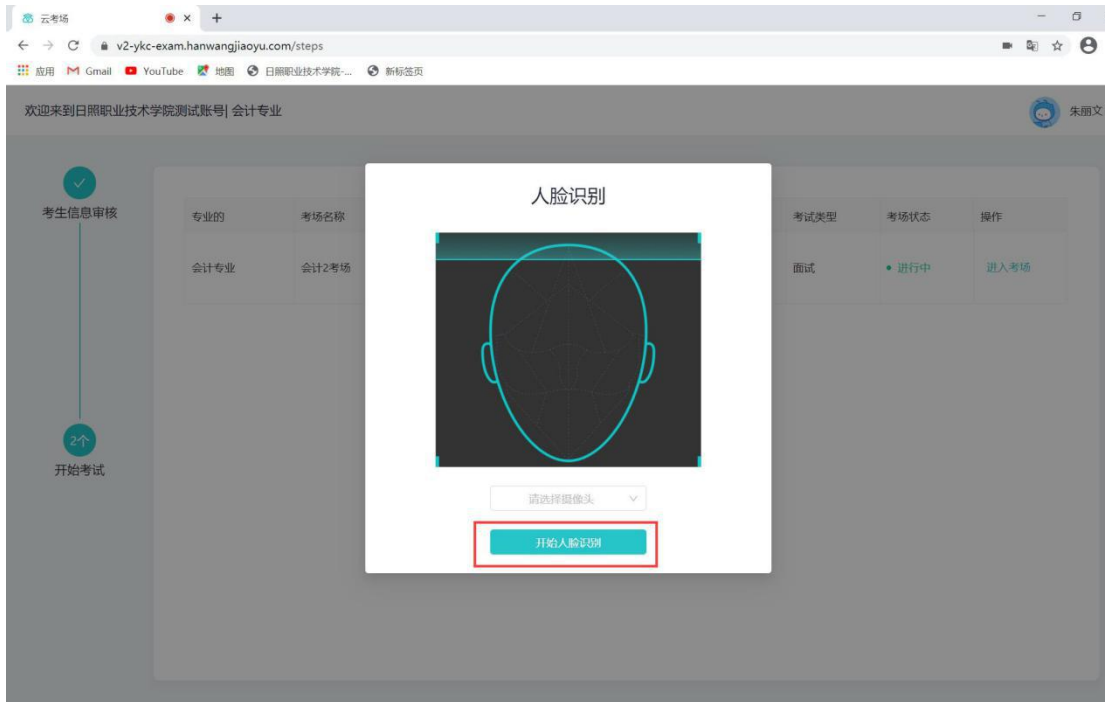 云考场
v2-ykc-exam.hanwangjiaoyu.com/steps
应用 Gmail YouTube 地图 日照职业技术学院-... 新标签页
欢迎来到日照职业技术学院测试账号| 会计专业
朱丽文
考生信息审核
2个
开始考试
专业的 考场名称 考试类型 考场状态 操作
会计专业 会计2考场 面试 进行中 进入考场
人脸识别
请选择摄像头
开始人脸识别